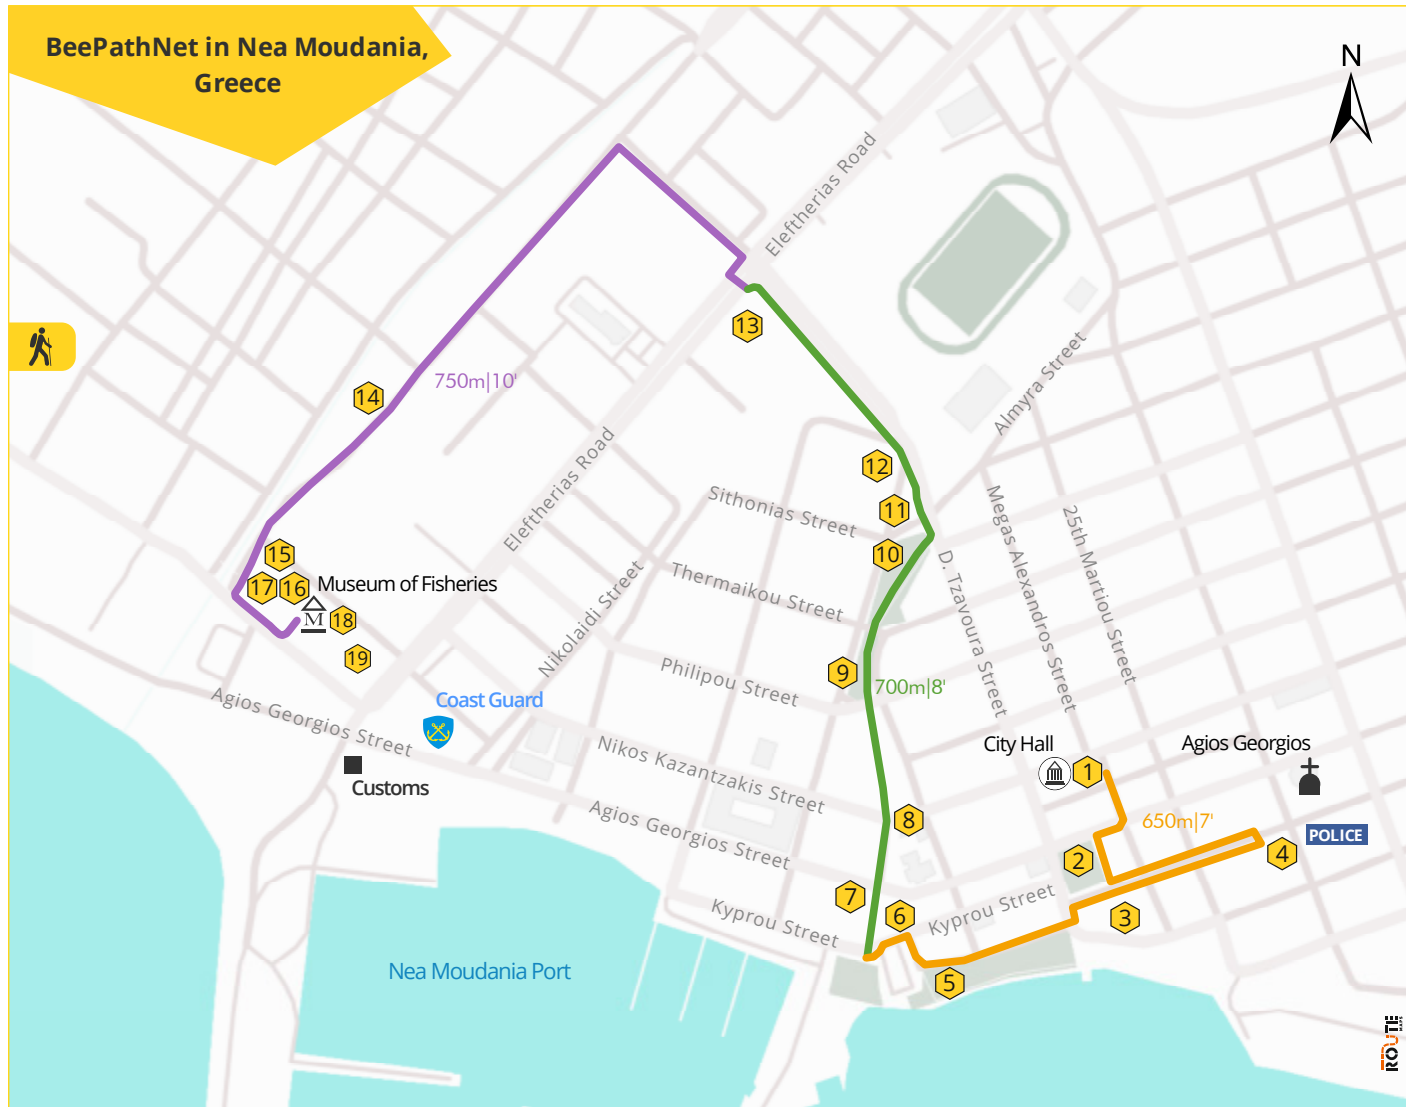 BeePathNet in Nea Moudania,
Greece
N
Eleftherias Road
13
750m|10'
14
Almyra Street
Eleftherias Road
12
11
Sithonias Street
10
Megas Alexandros Street
25th Martiou Street
D. Tzavoura Street
15
17
16
Museum of Fisheries
M
18
19
Thermaikou Street
Nikolaidi Street
Philipou Street
9
700m|8'
Agios Georgios Street
Coast Guard
Customs
Nikos Kazantzakis Street
Agios Georgios Street
City Hall
1
Agios Georgios
650m|7'
POLICE
8
2
4
7
6
Kyprou Street
Kyprou Street
3
5
Nea Moudania Port
ROUTE
MAPS